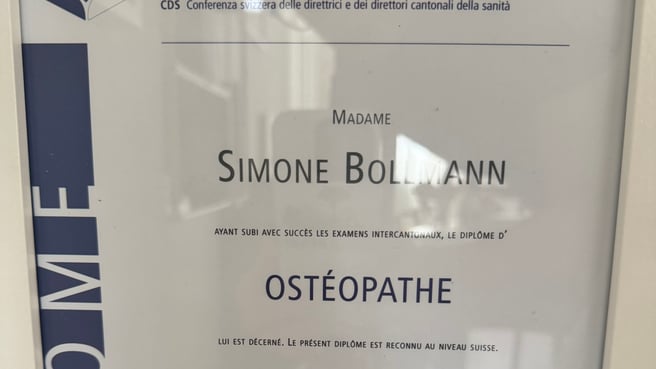 CDS Conferenza svizzera delle direttrici e dei direttori cantonali della sanità
MADAME
SIMONE BOLLMANN
AYANT SUBI AVEC SUCCÈS LES EXAMENS INTERCANTONAUX, LE DIPLÔME D'
OSTÉOPATHE
LUI EST DÉCERNÉ. LE PRÉSENT DIPLÔME EST RECONNU AU NIVEAU SUISSE.
OME